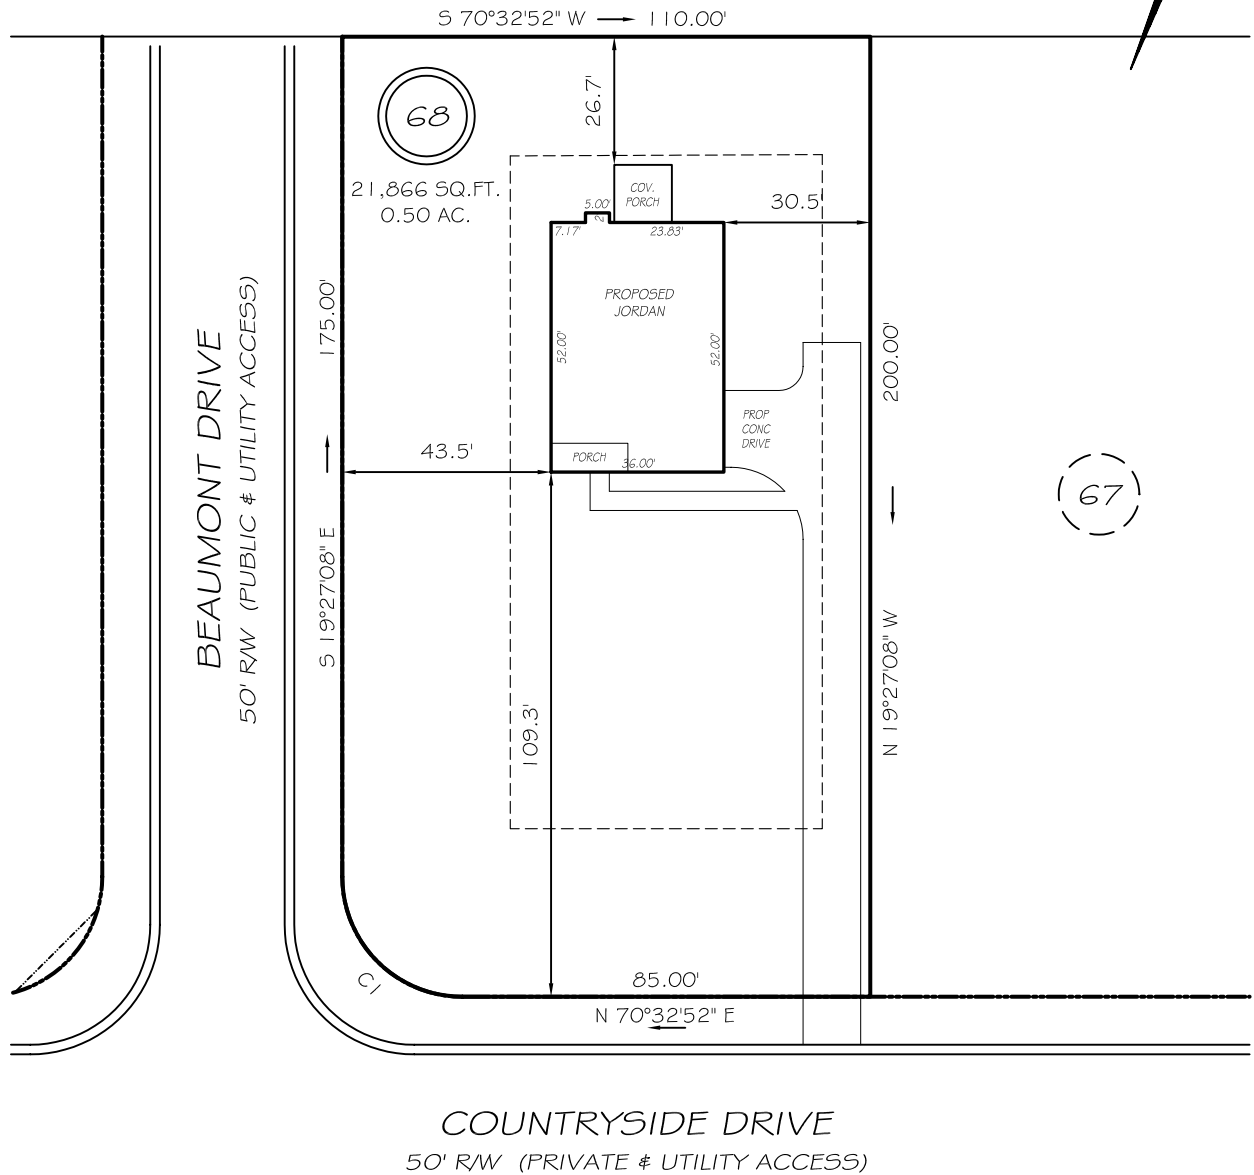 S 70°32'52" W 110.00'
26.7'
68
21,866 SQ.FT.
0.50 AC.
COV.
PORCH
5.00'
2'
7.17'
23.83'
30.5'
PROPOSED
JORDAN
52.00'
52.00'
175.00'
S 19°27'08" E
200.00'
N 19°27'08" W
BEAUMONT DRIVE
50' R/W (PUBLIC & UTILITY ACCESS)
PROP
CONC
DRIVE
43.5'
PORCH
36.00'
67
109.3'
C1
85.00'
N 70°32'52" E
COUNTRYSIDE DRIVE
50' R/W (PRIVATE & UTILITY ACCESS)